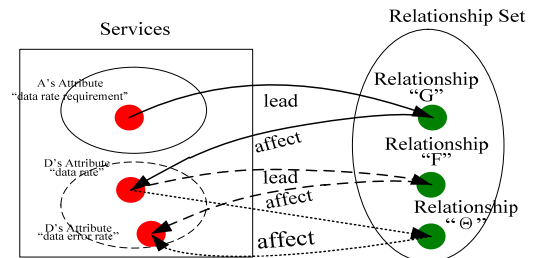 Services
Relationship Set
A's Attribute
“data rate requirement”
lead
Relationship
“G”
affect
D's Attribute
“data rate”
lead
Relationship
“F”
affect
D's Attribute
“data error rate”
affect
Relationship
“Θ”